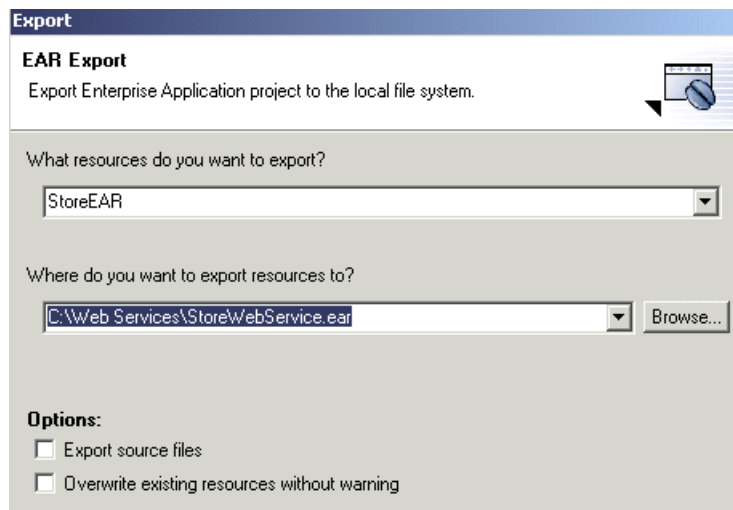 Export
EAR Export
Export Enterprise Application project to the local file system.
What resources do you want to export?
StoreEAR
Where do you want to export resources to?
C:\Web Services\StoreWebService.ear
Browse...
Options:
Export source files
Overwrite existing resources without warning